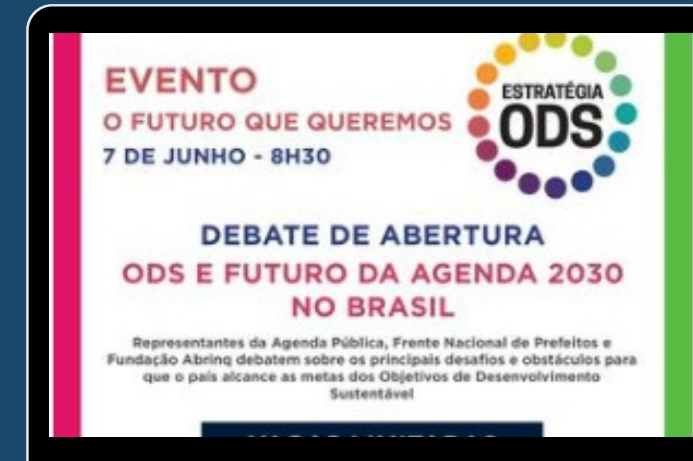 EVENTO
O FUTURO QUE QUEREMOS
7 DE JUNHO - 8H30
ESTRATÉGIA
ODS
DEBATE DE ABERTURA
ODS E FUTURO DA AGENDA 2030
NO BRASIL
Representantes da Agenda Pública, Frente Nacional de Prefeitos e
Fundação Abrinq debatem sobre os principais desafios e obstáculos para
que o país alcance as metas dos Objetivos de Desenvolvimento
Sustentável